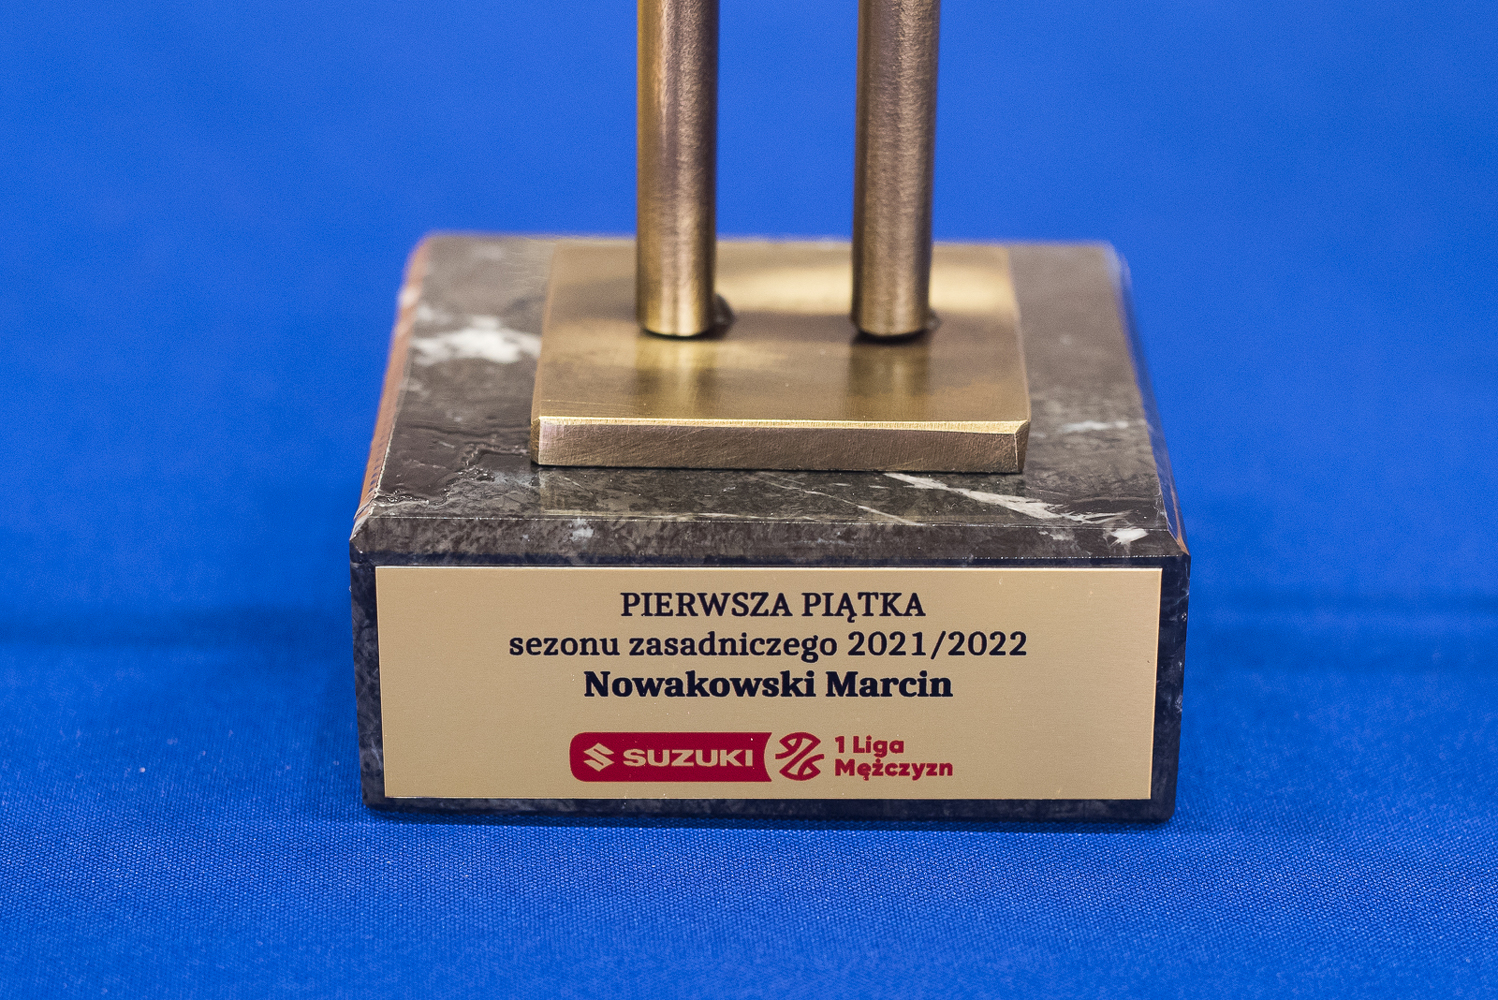 PIERWSZA PIĄTKA
sezonu zasadniczego 2021/2022
Nowakowski Marcin
SUZUKI 1 Liga
Mężczyzn